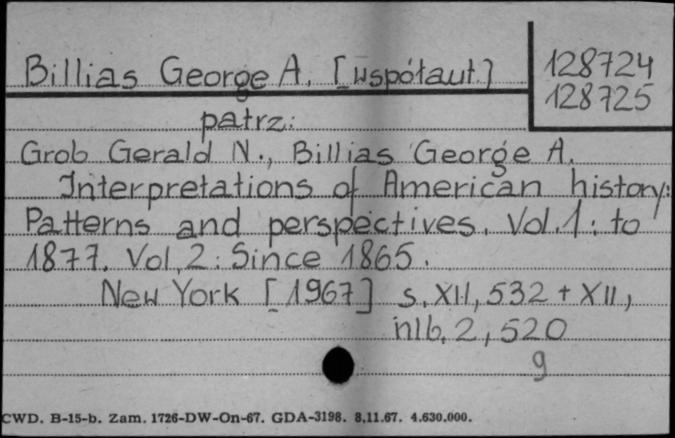 Billias George A. [współaut.] 128724
128725
patrz:
Grob Gerald N., Billias George A.
Interpretations of American history:
Patterns and perspectives. Vol.1: to
1877. Vol.2: Since 1865.
New York [1967] s. XII, 532 + XII,
nlb. 2, 520
g
CWD. B-15-b. Zam. 1726-DW-On-67. GDA-3198. 8.11.67. 4.630.000.